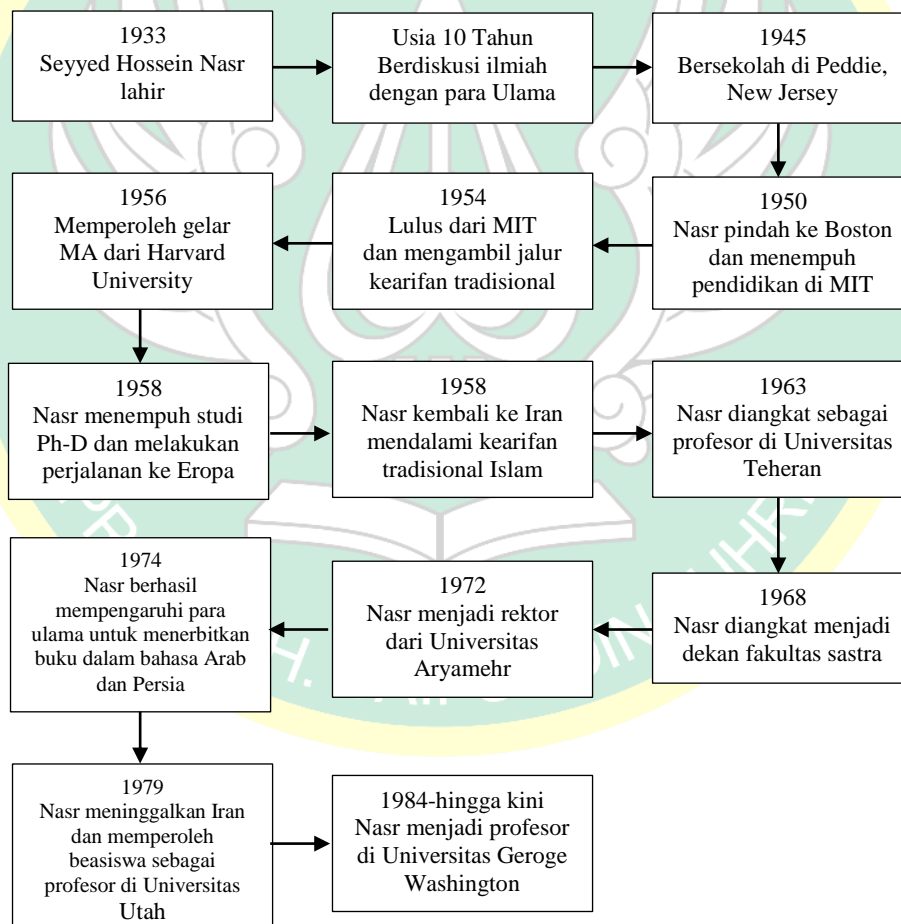 1933
Seyyed Hossein Nasr
lahir
Usia 10 Tahun
Berdiskusi ilmiah
dengan para Ulama
1945
Bersekolah di Peddie,
New Jersey
1950
Nasr pindah ke Boston
dan menempuh
pendidikan di MIT
1954
Lulus dari MIT
dan mengambil jalur
kearifan tradisional
1956
Memperoleh gelar
MA dari Harvard
University
1958
Nasr menempuh studi
Ph-D dan melakukan
perjalanan ke Eropa
1958
Nasr kembali ke Iran
mendalami kearifan
tradisional Islam
1963
Nasr diangkat sebagai
profesor di Universitas
Teheran
1968
Nasr diangkat menjadi
dekan fakultas sastra
1972
Nasr menjadi rektor
dari Universitas
Aryamehr
1974
Nasr berhasil
mempengaruhi para
ulama untuk menerbitkan
buku dalam bahasa Arab
dan Persia
1979
Nasr meninggalkan Iran
dan memperoleh
beasiswa sebagai
profesor di Universitas
Utah
1984-hingga kini
Nasr menjadi profesor
di Universitas Geroge
Washington